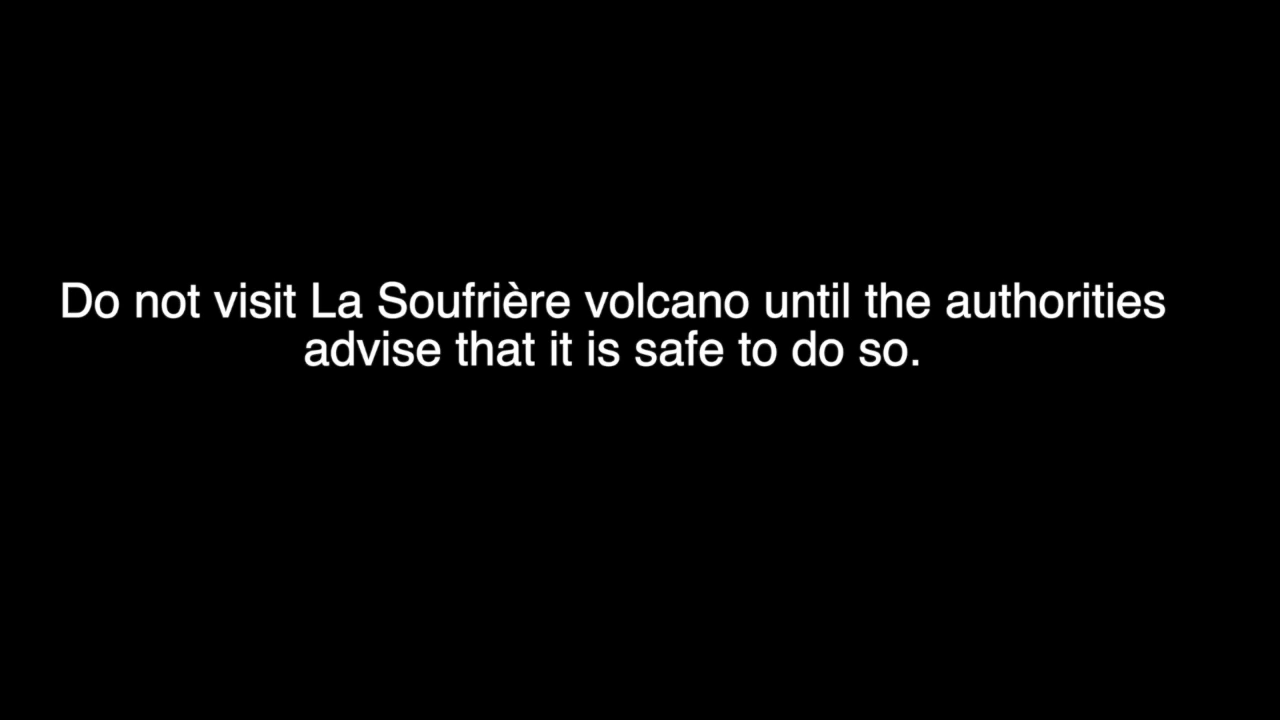 Do not visit La Soufrière volcano until the authorities
advise that it is safe to do so.